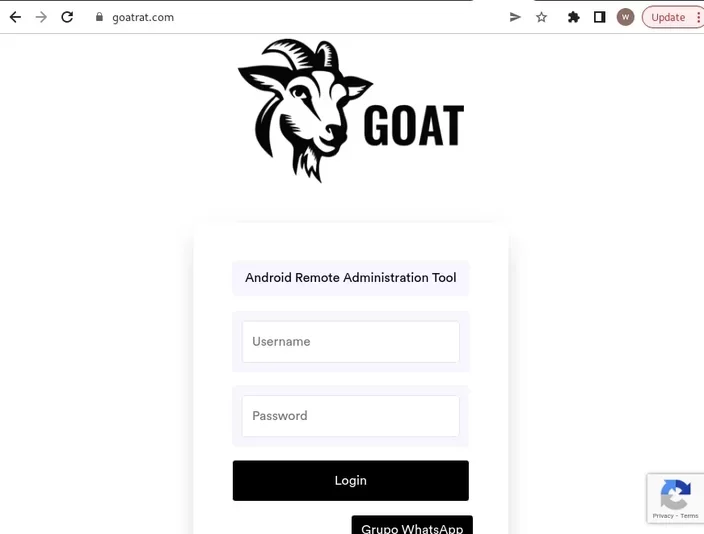 goatrat.com
W
Update
GOAT
Android Remote Administration Tool
Username
Password
Login
Grupo WhatsApp
Privacy - Terms